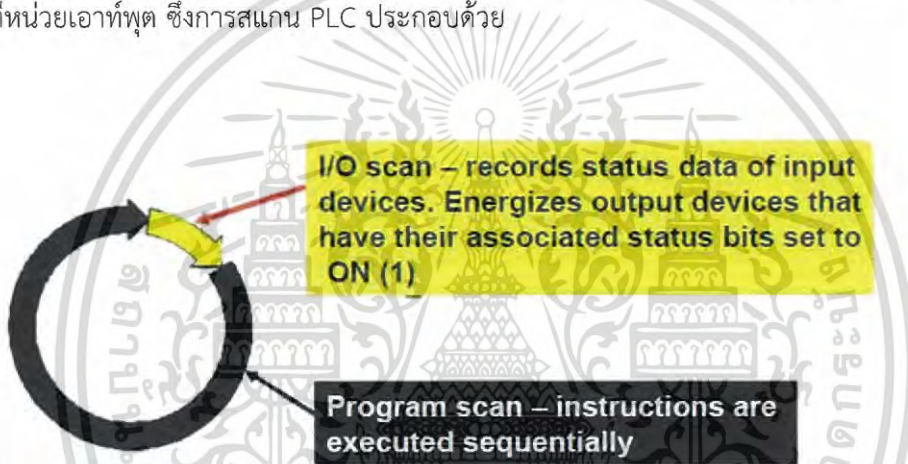 ที่หน่วยเอาท์พุต ซึ่งการสแกน PLC ประกอบด้วย
I/O scan – records status data of input
devices. Energizes output devices that
have their associated status bits set to
ON (1)
Program scan – instructions are
executed sequentially